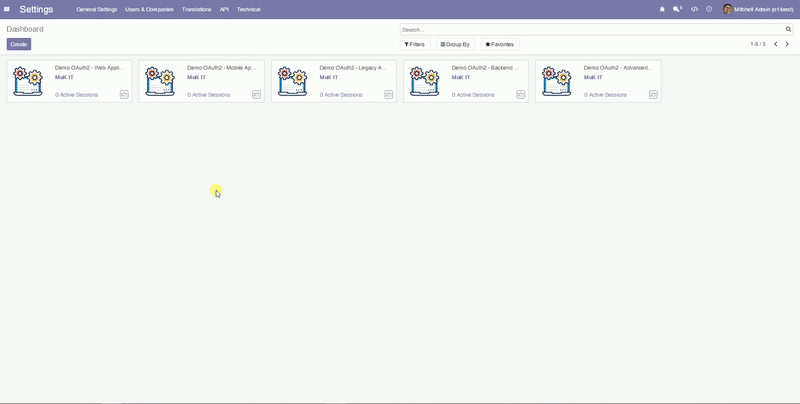 Settings General Settings Users & Companies Translations API Technical Mitchell Admin (o14test)
Dashboard
Search...
Create
Filters Group By Favorites 1-5 / 5
Demo OAuth2 - Web Appli...
MuK IT
0 Active Sessions
Demo OAuth2 - Mobile Ap...
MuK IT
0 Active Sessions
Demo OAuth2 - Legacy A...
MuK IT
0 Active Sessions
Demo OAuth2 - Backend ...
MuK IT
0 Active Sessions
Demo OAuth2 - Advanced...
MuK IT
0 Active Sessions